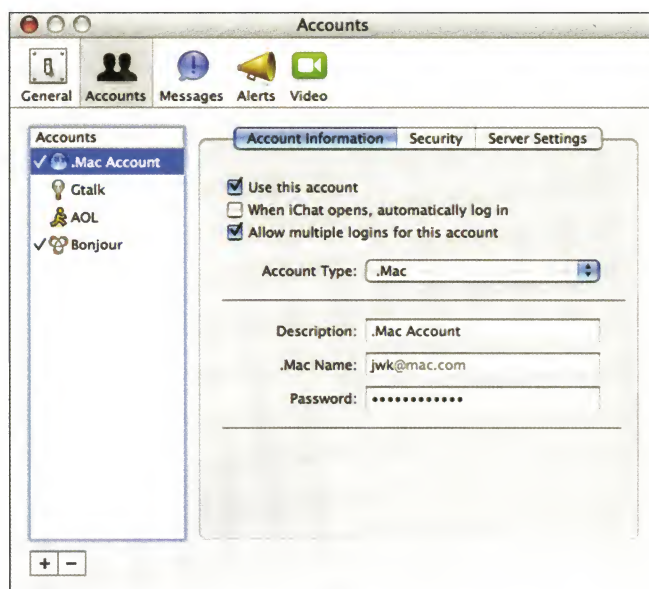 Accounts
General Accounts Messages Alerts Video
Accounts
.Mac Account
Gtalk
AOL
Bonjour
Account Information Security Server Settings
Use this account
When iChat opens, automatically log in
Allow multiple logins for this account
Account Type: .Mac
Description: .Mac Account
.Mac Name: jwk@mac.com
Password: ••••••••••••
+ −